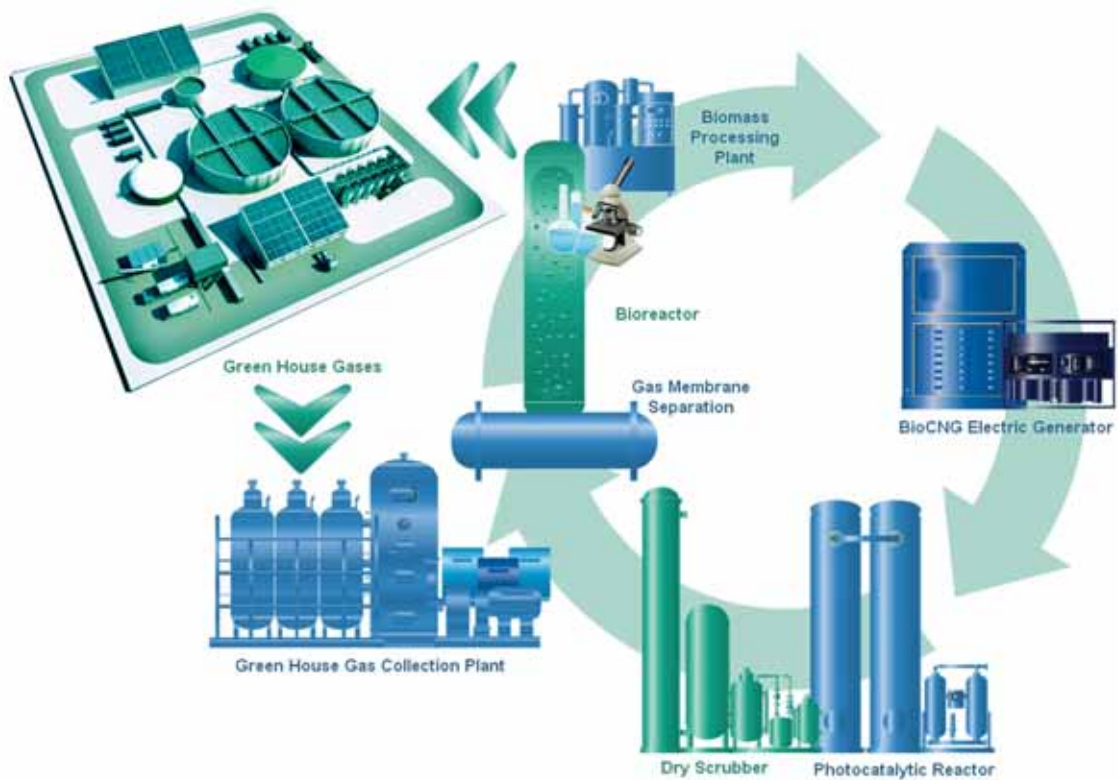 Biomass
Processing
Plant
Bioreactor
Green House Gases
Gas Membrane
Separation
BioCNG Electric Generator
Green House Gas Collection Plant
Dry Scrubber
Photocatalytic Reactor